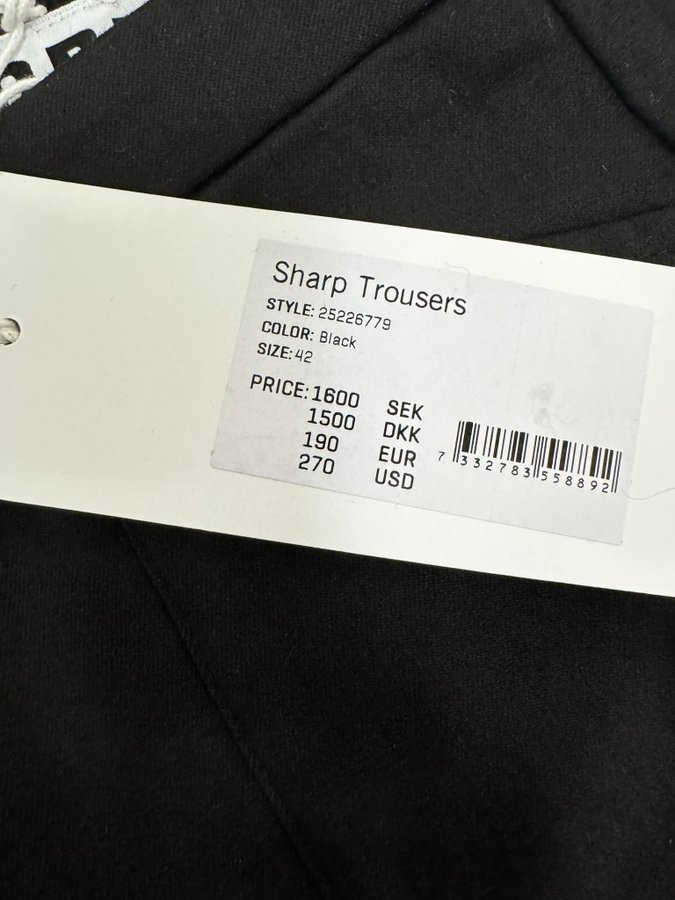 Sharp Trousers
STYLE: 25226779
COLOR: Black
SIZE: 42
PRICE: 1600 SEK
1500 DKK
190 EUR
270 USD
7 332783 558892